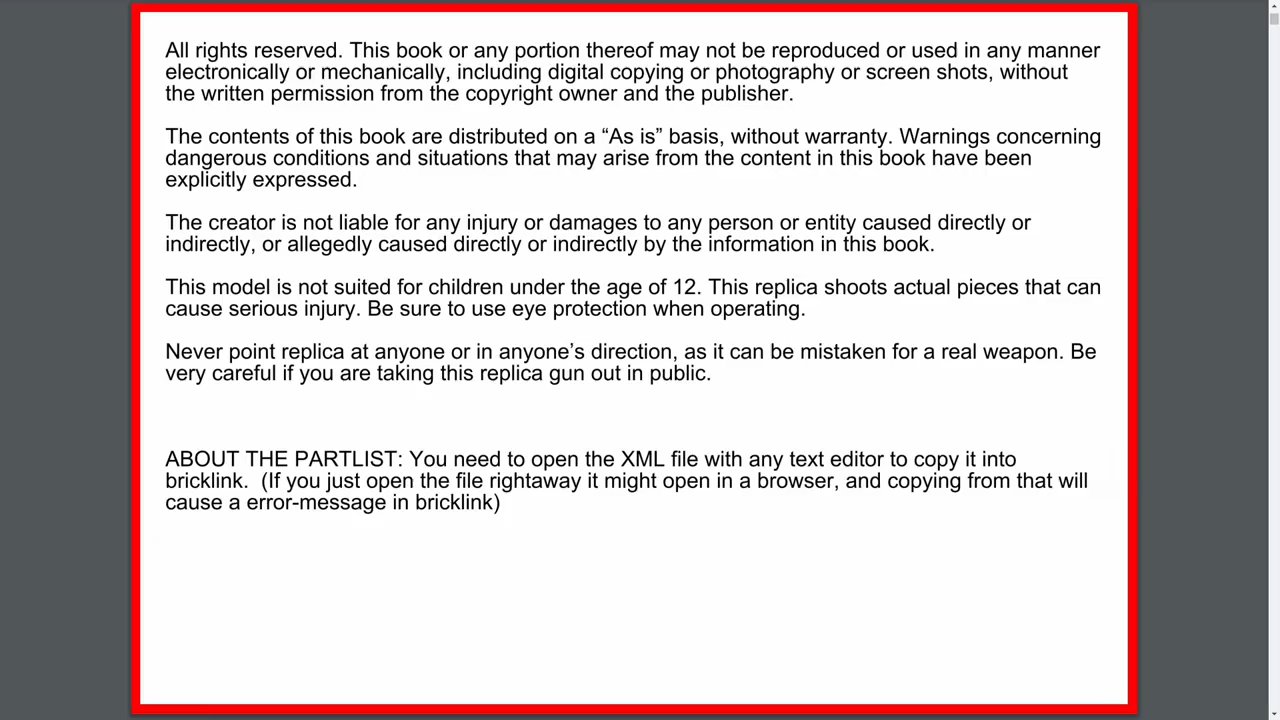 All rights reserved. This book or any portion thereof may not be reproduced or used in any manner
electronically or mechanically, including digital copying or photography or screen shots, without
the written permission from the copyright owner and the publisher.
The contents of this book are distributed on a “As is” basis, without warranty. Warnings concerning
dangerous conditions and situations that may arise from the content in this book have been
explicitly expressed.
The creator is not liable for any injury or damages to any person or entity caused directly or
indirectly, or allegedly caused directly or indirectly by the information in this book.
This model is not suited for children under the age of 12. This replica shoots actual pieces that can
cause serious injury. Be sure to use eye protection when operating.
Never point replica at anyone or in anyone’s direction, as it can be mistaken for a real weapon. Be
very careful if you are taking this replica gun out in public.
ABOUT THE PARTLIST: You need to open the XML file with any text editor to copy it into
bricklink.  (If you just open the file rightaway it might open in a browser, and copying from that will
cause a error-message in bricklink)